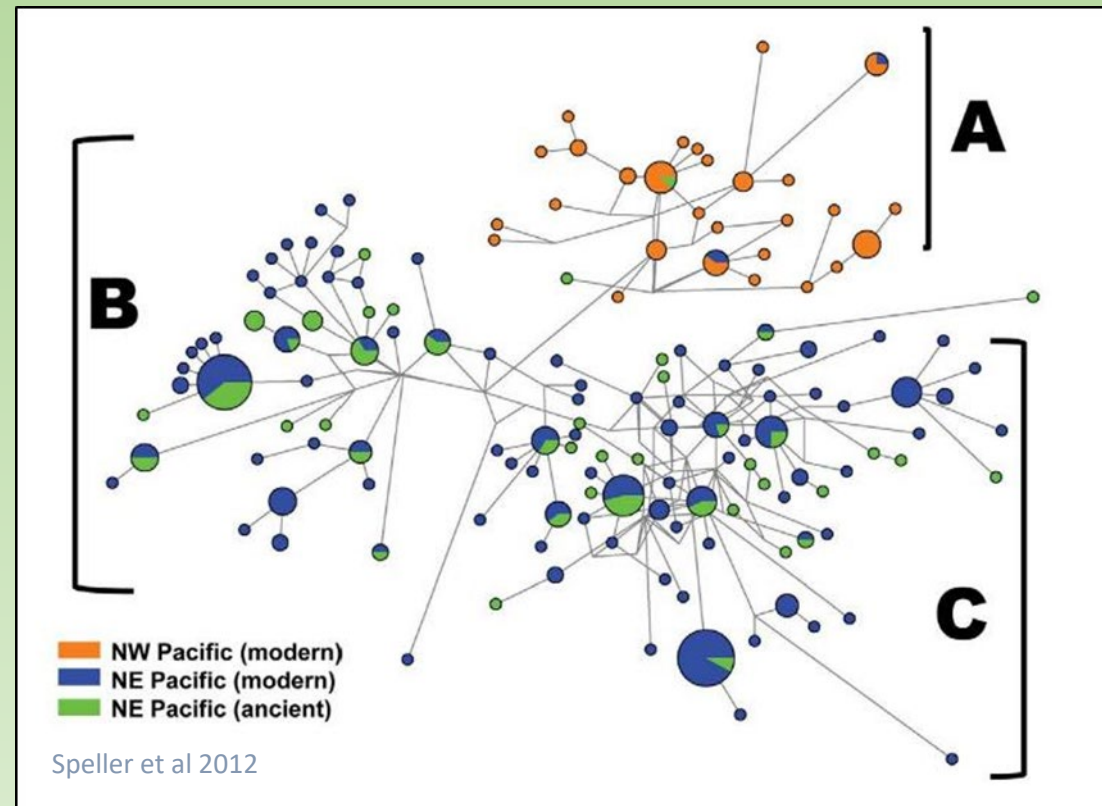 A
B
C
NW Pacific (modern)
NE Pacific (modern)
NE Pacific (ancient)
Speller et al 2012